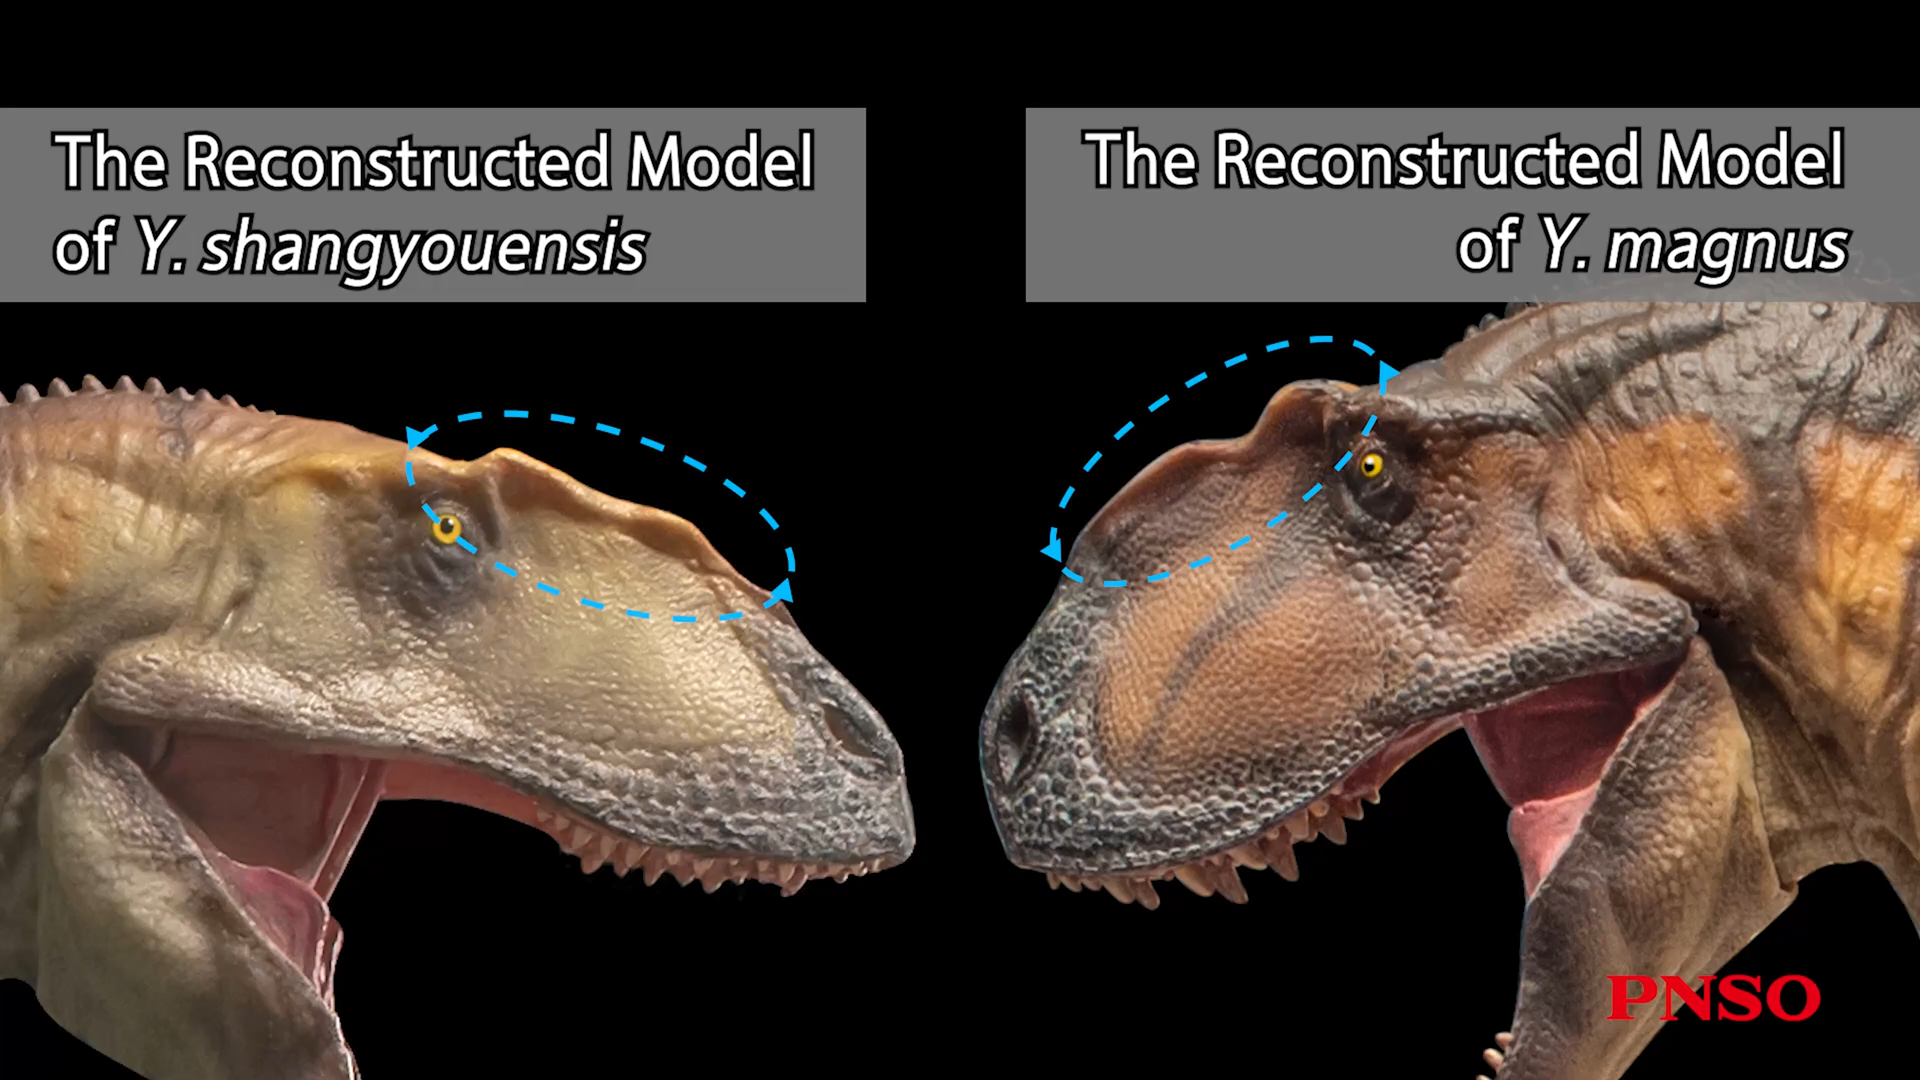 The Reconstructed Model
of Y. shangyouensis
The Reconstructed Model
of Y. magnus
PNSO